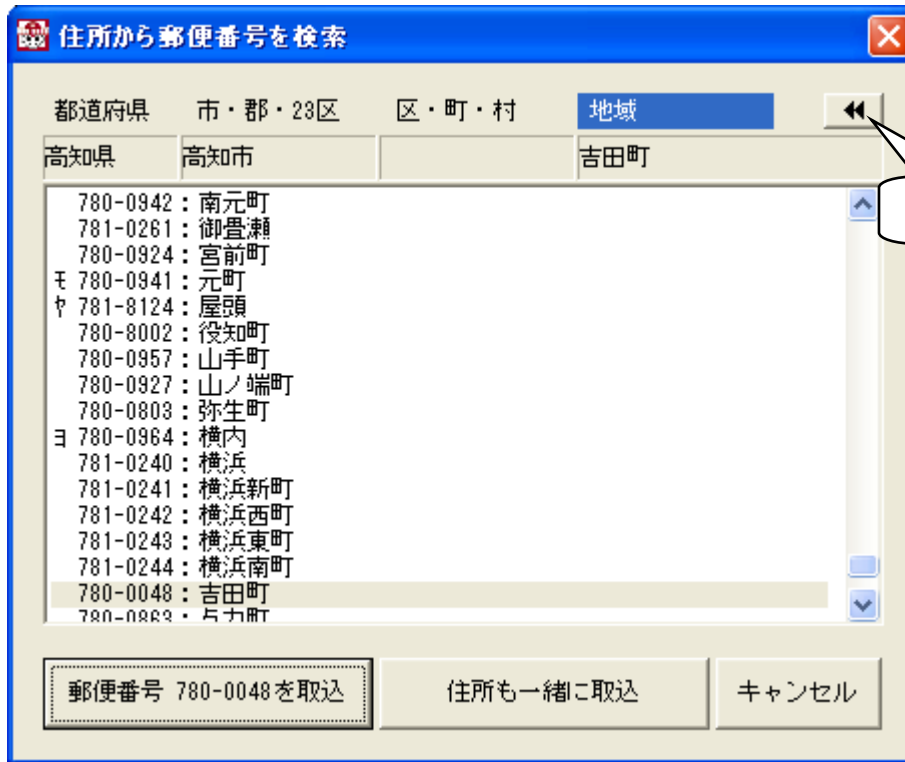 住所から郵便番号を検索
都道府県 市・郡・23区 区・町・村 地域
高知県 高知市 吉田町
780-0942：南元町
781-0261：御畳瀬
780-0924：宮前町
ﾓ 780-0941：元町
ﾔ 781-8124：屋頭
780-8002：役知町
780-0957：山手町
780-0927：山ノ端町
780-0803：弥生町
ﾖ 780-0964：横内
781-0240：横浜
781-0241：横浜新町
781-0242：横浜西町
781-0243：横浜東町
781-0244：横浜南町
780-0048：吉田町
780-0863：与力町
郵便番号 780-0048を取込 住所も一緒に取込 キャンセル